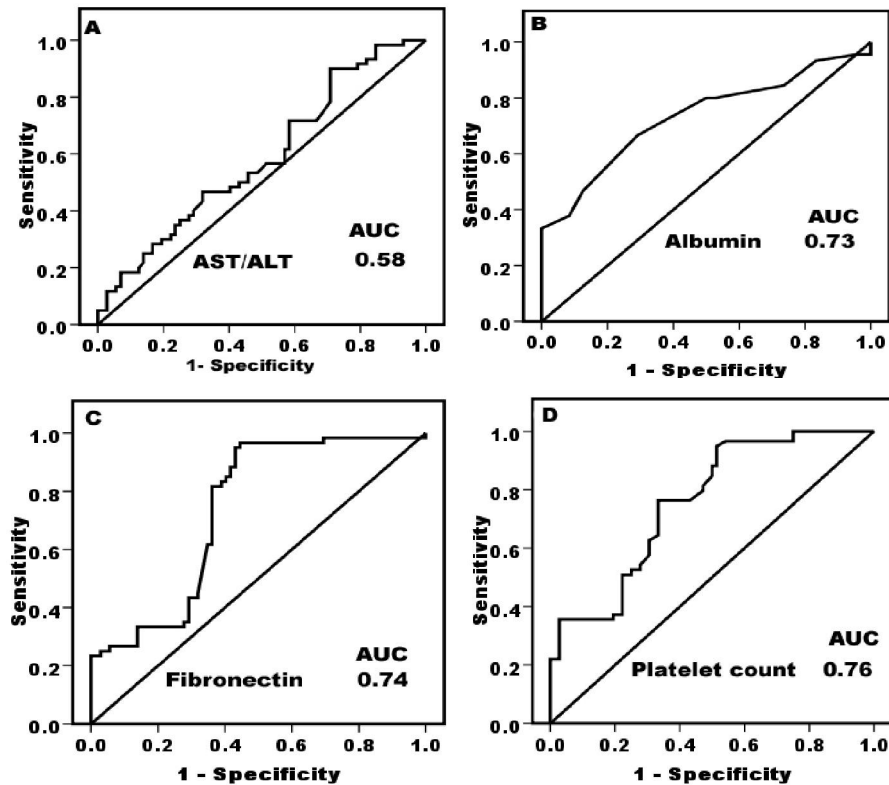 A
1.0
0.8
0.6
0.4
0.2
0.0
Sensitivity
AUC
AST/ALT 0.58
0.0 0.2 0.4 0.6 0.8 1.0
1- Specificity
B
1.0
0.8
0.6
0.4
0.2
0.0
Sensitivity
AUC
Albumin 0.73
0.0 0.2 0.4 0.6 0.8 1.0
1 - Specificity
C
1.0
0.8
0.6
0.4
0.2
0.0
Sensitivity
AUC
Fibronectin 0.74
0.0 0.2 0.4 0.6 0.8 1.0
1 - Specificity
D
1.0
0.8
0.6
0.4
0.2
0.0
Sensitivity
AUC
Platelet count 0.76
0.0 0.2 0.4 0.6 0.8 1.0
1 - Specificity